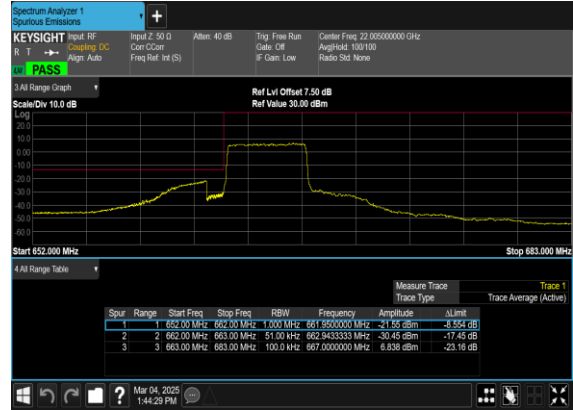 Spectrum Analyzer 1
Spurious Emissions
KEYSIGHT Input: RF Input Z: 50 Ω Atten: 40 dB Trig: Free Run Center Freq: 22.005000000 GHz
R T Coupling: DC Corr CCorr Gate: Off Avg|Hold: 100/100
Align: Auto Freq Ref: Int (S) IF Gain: Low Radio Std: None
PASS
3 All Range Graph
Ref Lvl Offset 7.50 dB
Scale/Div 10.0 dB Ref Value 30.00 dBm
Log
20.0
10.0
0.00
-10.0
-20.0
-30.0
-40.0
-50.0
-60.0
Start 652.000 MHz Stop 683.000 MHz
4 All Range Table
Measure Trace Trace 1
Trace Type Trace Average (Active)
Spur Range Start Freq Stop Freq RBW Frequency Amplitude ΔLimit
1 1 652.00 MHz 662.00 MHz 1.000 MHz 661.9500000 MHz -21.55 dBm -8.554 dB
2 2 662.00 MHz 663.00 MHz 51.00 kHz 662.9433333 MHz -30.45 dBm -17.45 dB
3 3 663.00 MHz 683.00 MHz 100.0 kHz 667.0000000 MHz 6.838 dBm -23.16 dB
Mar 04, 2025
1:44:29 PM